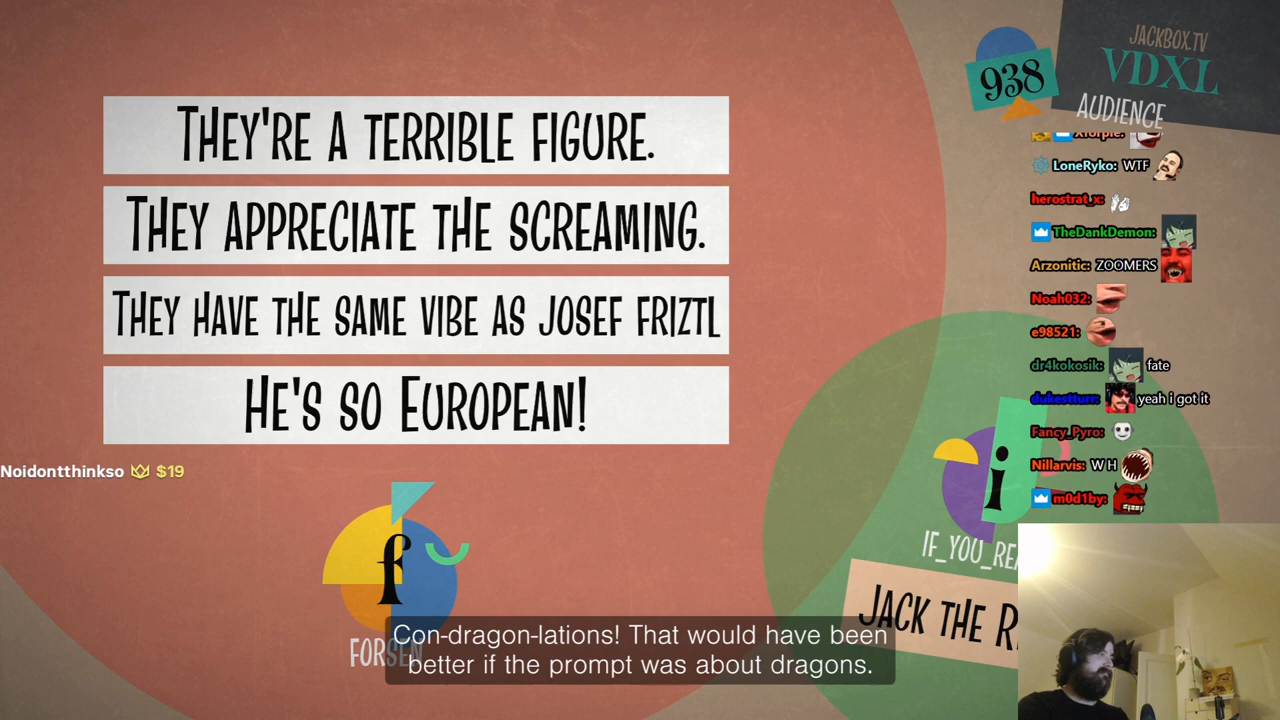 THEY'RE A TERRIBLE FIGURE.
THEY APPRECIATE THE SCREAMING.
THEY HAVE THE SAME VIBE AS JOSEF FRIZTL
HE'S SO EUROPEAN!
Noidontthinkso $19
f
FORSEN
Con-dragon-lations! That would have been
better if the prompt was about dragons.
938
JACKBOX.TV
VDXL
AUDIENCE
LoneRyko: WTF
herostrat_x:
TheDankDemon:
Arzonitic: ZOOMERS
Noah032:
e98521:
dr4kokosik: fate
dukestturr: yeah i got it
Fancy_Pyro:
Nillarvis: W H
m0d1by:
i
IF_YOU_REA
JACK THE R